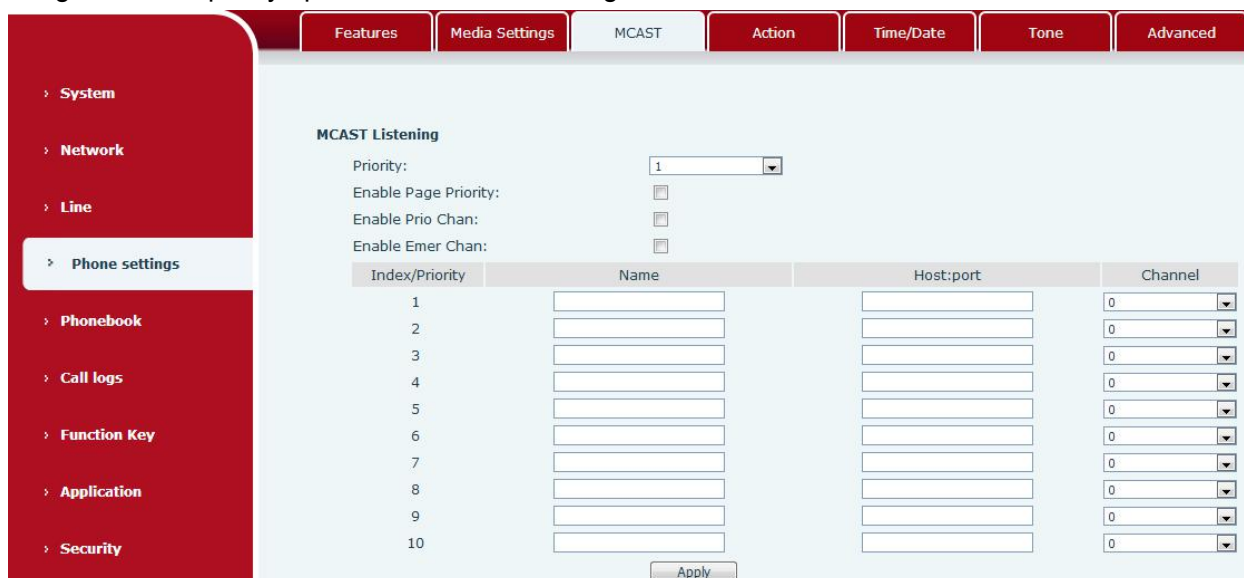 Features Media Settings MCAST Action Time/Date Tone Advanced
› System
› Network
› Line
› Phone settings
› Phonebook
› Call logs
› Function Key
› Application
› Security
MCAST Listening
Priority: 1
Enable Page Priority:
Enable Prio Chan:
Enable Emer Chan:
Index/Priority Name Host:port Channel
1 0
2 0
3 0
4 0
5 0
6 0
7 0
8 0
9 0
10 0
Apply